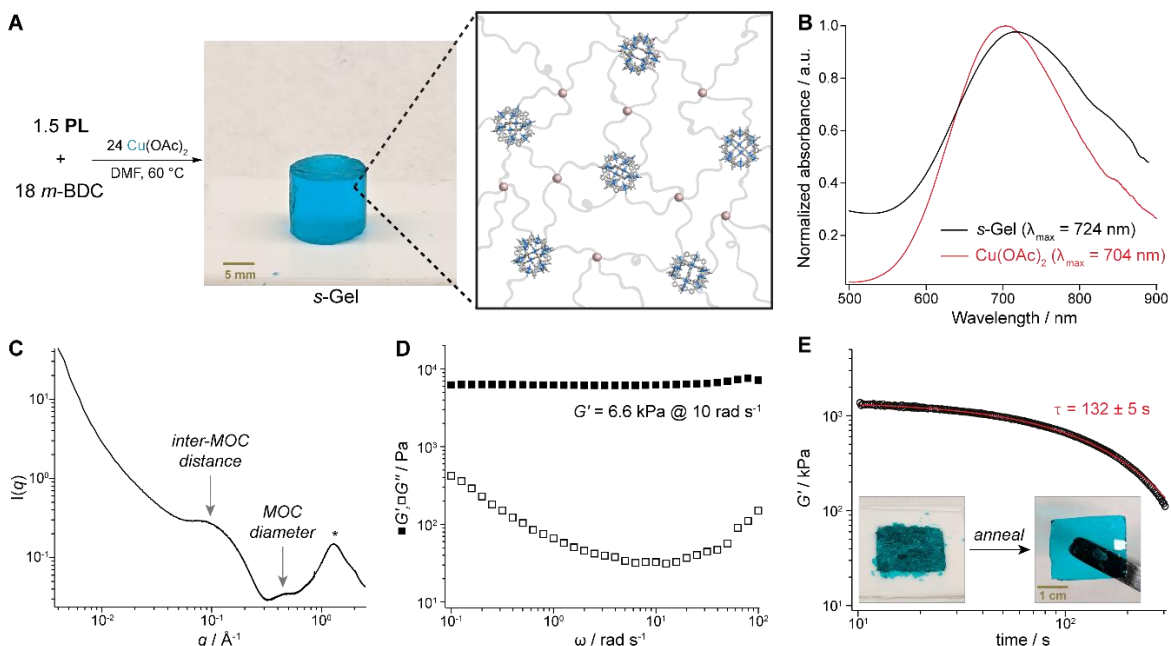 A
1.5 PL
+
18 m-BDC
24 Cu(OAc)₂
DMF, 60 °C
5 mm
s-Gel
B
Normalized absorbance / a.u.
1.0
0.8
0.6
0.4
0.2
s-Gel (λmax = 724 nm)
Cu(OAc)₂ (λmax = 704 nm)
500 600 700 800 900
Wavelength / nm
C
I(q)
10¹
10⁰
10⁻¹
inter-MOC
distance
MOC
diameter
*
10⁻² 10⁻¹ 10⁰
q / Å⁻¹
D
■G′,□G″ / Pa
10⁴
10³
10²
10¹
G′ = 6.6 kPa @ 10 rad s⁻¹
10⁻¹ 10⁰ 10¹ 10²
ω / rad s⁻¹
E
G′ / kPa
10³
10²
10¹
10⁰
τ = 132 ± 5 s
anneal
1 cm
10¹ 10²
time / s